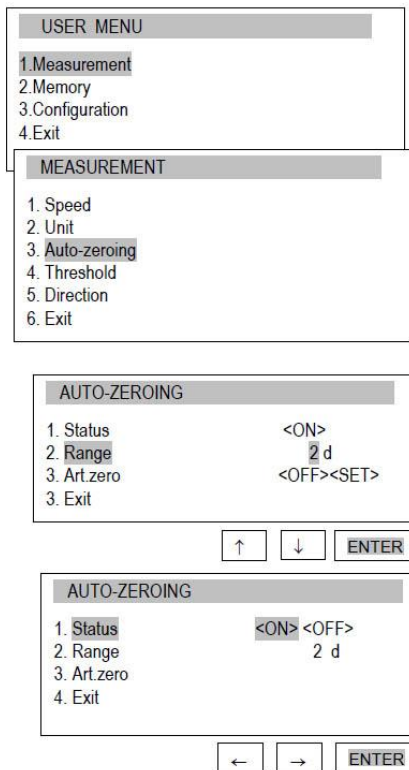 USER MENU
1.Measurement
2.Memory
3.Configuration
4.Exit
MEASUREMENT
1. Speed
2. Unit
3. Auto-zeroing
4. Threshold
5. Direction
6. Exit
AUTO-ZEROING
1. Status <ON>
2. Range 2 d
3. Art.zero <OFF><SET>
3. Exit
↑ ↓ ENTER
AUTO-ZEROING
1. Status <ON> <OFF>
2. Range 2 d
3. Art.zero
4. Exit
← → ENTER